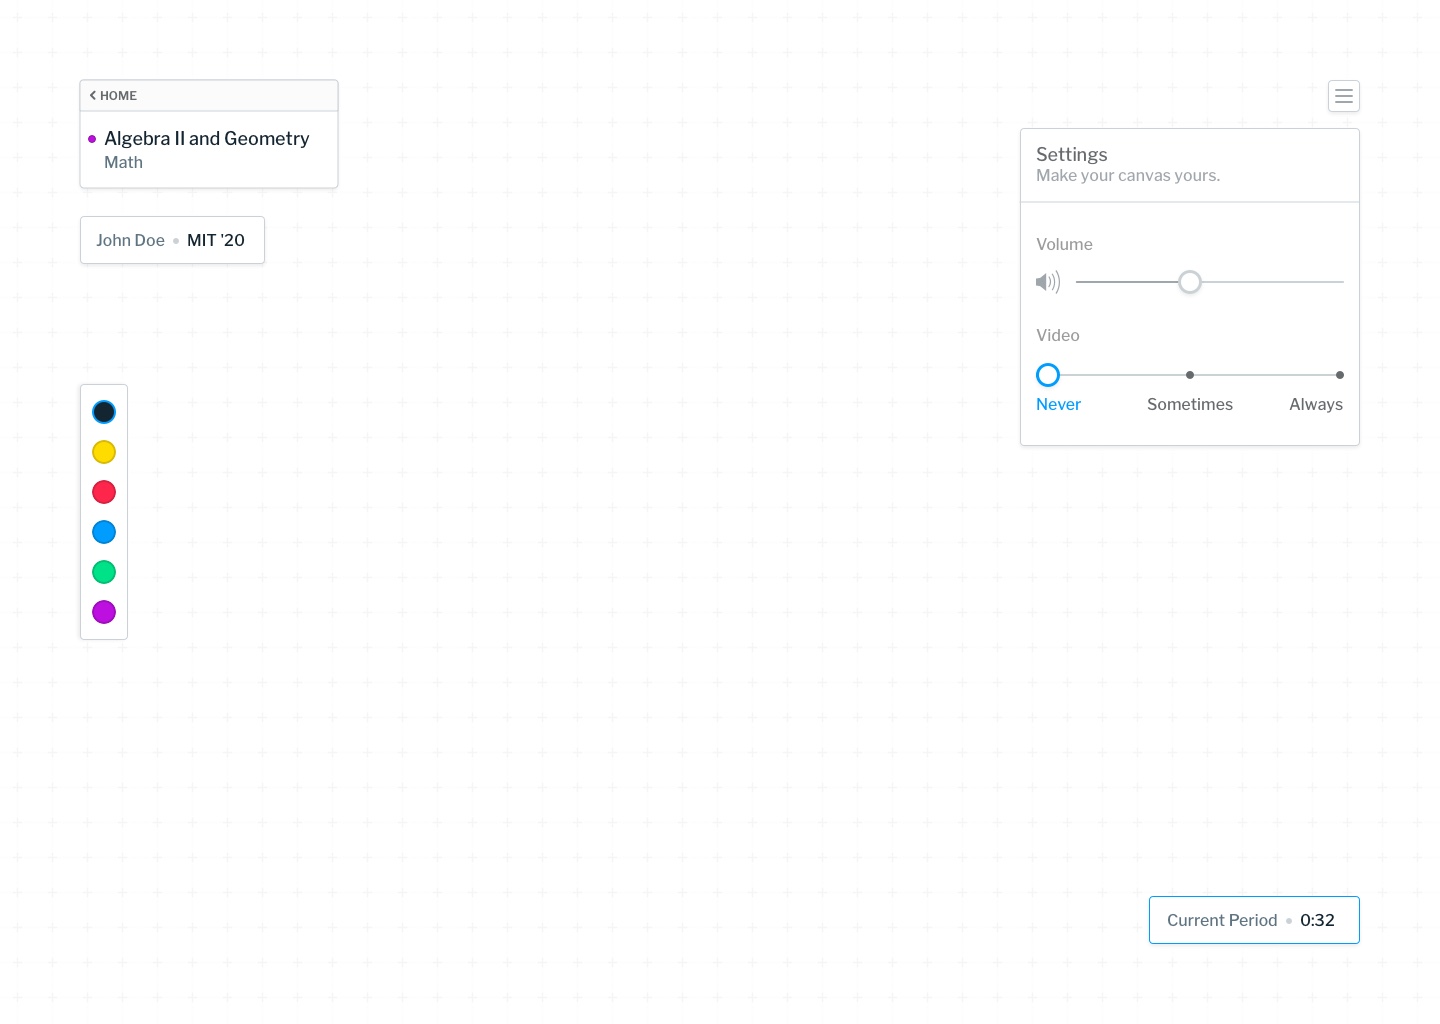 HOME
Algebra II and Geometry
Math
John Doe • MIT '20
Settings
Make your canvas yours.
Volume
Video
Never Sometimes Always
Current Period • 0:32